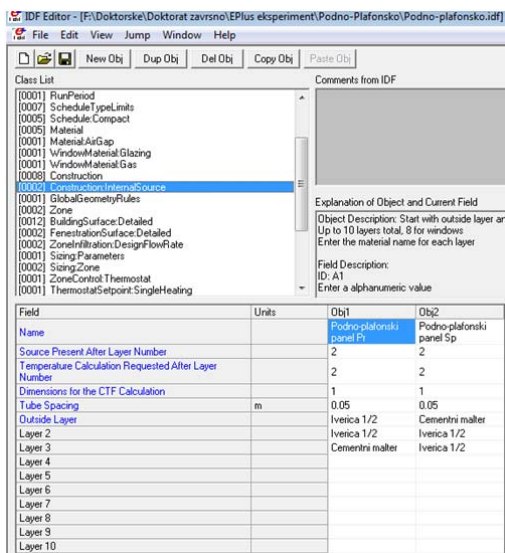 IDF Editor - [F:\Doktorske\Doktorat zavrsno\EPlus eksperiment\Podno-Plafonsko\Podno-plafonsko.idf]
File Edit View Jump Window Help
New Obj Dup Obj Del Obj Copy Obj Paste Obj
Class List Comments from IDF
[0001] RunPeriod
[0007] ScheduleTypeLimits
[0005] Schedule:Compact
[0005] Material
[0001] Material:AirGap
[0001] WindowMaterial:Glazing
[0001] WindowMaterial:Gas
[0008] Construction
[0002] Construction:InternalSource
[0001] GlobalGeometryRules
[0002] Zone
[0012] BuildingSurface:Detailed
[0002] FenestrationSurface:Detailed
[0002] ZoneInfiltration:DesignFlowRate
[0001] Sizing:Parameters
[0002] Sizing:Zone
[0001] ZoneControl:Thermostat
[0001] ThermostatSetpoint:SingleHeating
Explanation of Object and Current Field
Object Description: Start with outside layer an
Up to 10 layers total, 8 for windows
Enter the material name for each layer
Field Description:
ID: A1
Enter a alphanumeric value
Field Units Obj1 Obj2
Name Podno-plafonski panel Pr Podno-plafonski panel Sp
Source Present After Layer Number 2 2
Temperature Calculation Requested After Layer Number 2 2
Dimensions for the CTF Calculation 1 1
Tube Spacing m 0.05 0.05
Outside Layer Iverica 1/2 Cementni malter
Layer 2 Iverica 1/2 Iverica 1/2
Layer 3 Cementni malter Iverica 1/2
Layer 4
Layer 5
Layer 6
Layer 7
Layer 8
Layer 9
Layer 10